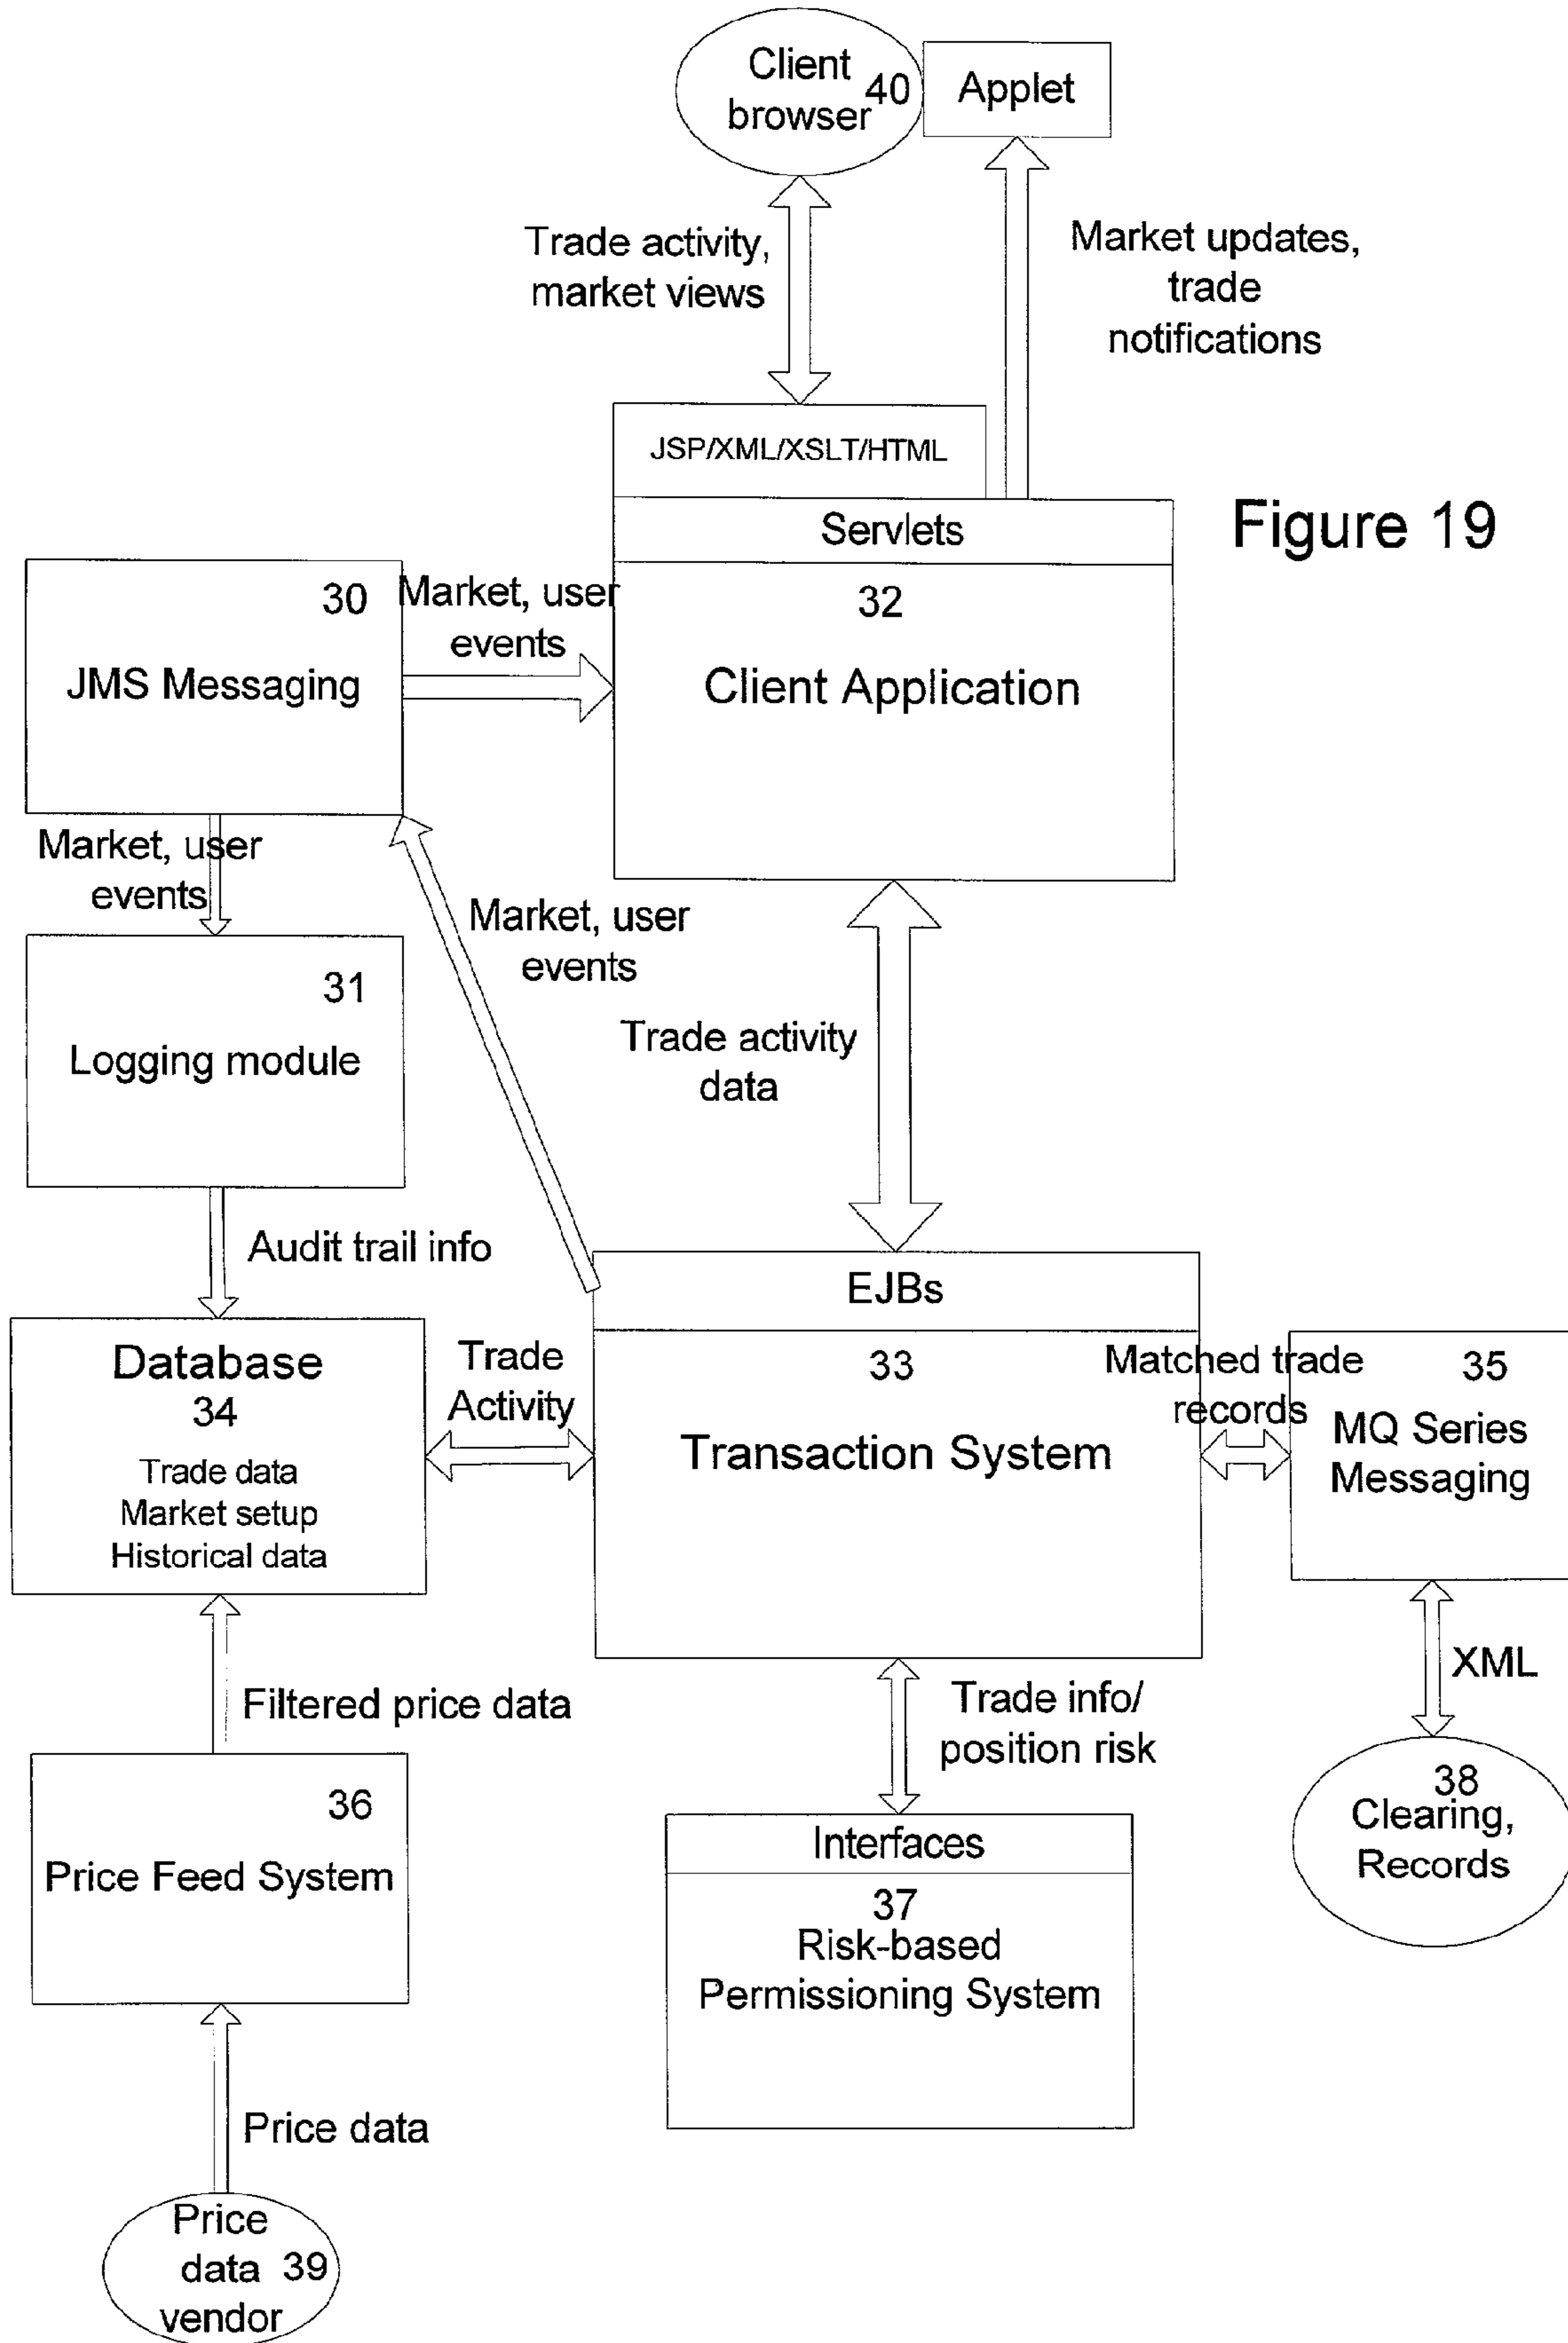 Client
browser
40
Applet
Trade activity,
market views
Market updates,
trade
notifications
JSP/XML/XSLT/HTML
Servlets
Figure 19
30
JMS Messaging
Market, user
events
32
Client Application
Market, user
events
Market, user
events
31
Logging module
Trade activity
data
Audit trail info
EJBs
Database
34
Trade data
Market setup
Historical data
Trade
Activity
33
Transaction System
Matched trade
records
35
MQ Series
Messaging
XML
Filtered price data
Trade info/
position risk
36
Price Feed System
Interfaces
37
Risk-based
Permissioning System
38
Clearing,
Records
Price data
Price
data 39
vendor